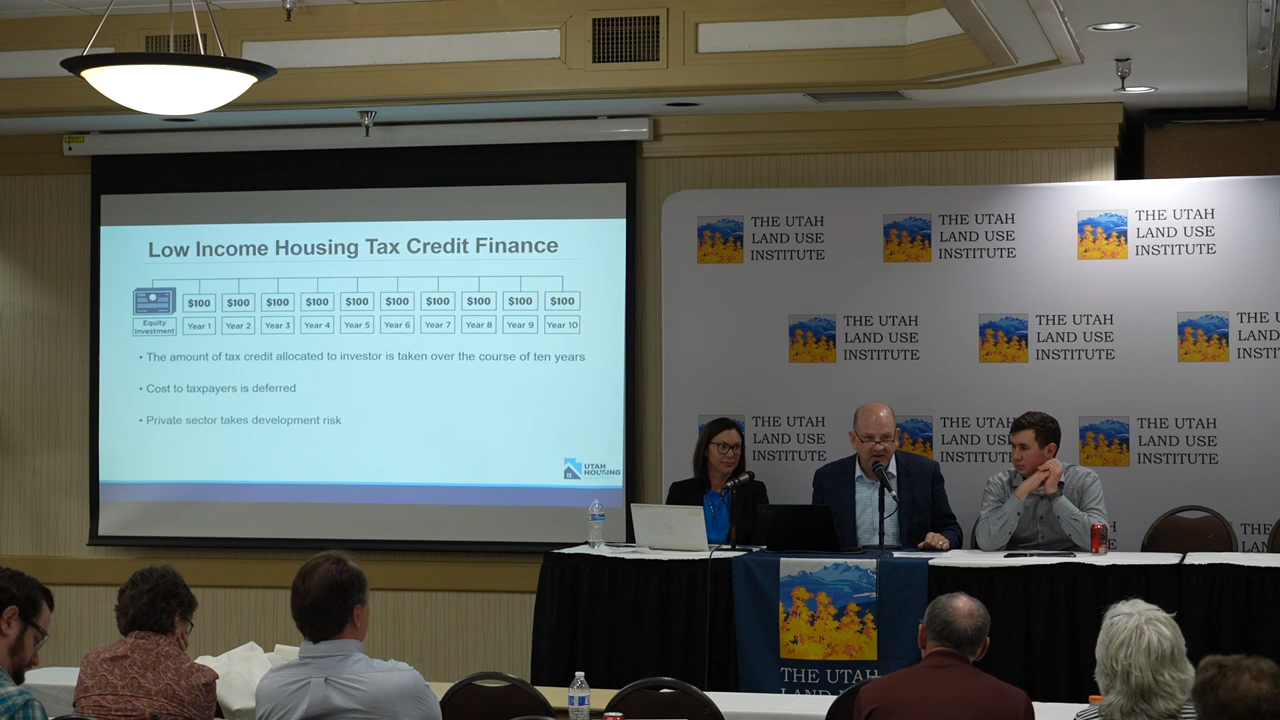 Low Income Housing Tax Credit Finance
$100 $100 $100 $100 $100 $100 $100 $100 $100 $100
Equity
Investment
Year 1 Year 2 Year 3 Year 4 Year 5 Year 6 Year 7 Year 8 Year 9 Year 10
• The amount of tax credit allocated to investor is taken over the course of ten years
• Cost to taxpayers is deferred
• Private sector takes development risk
UTAH
HOUSING
THE UTAH
LAND USE
INSTITUTE
THE UTAH
LAND USE
INSTITUTE
THE UTAH
LAND USE
INSTITUTE
THE UTAH
LAND USE
INSTITUTE
THE UTAH
LAND USE
INSTITUTE
THE U
LAND
INSTIT
THE UTAH
LAND USE
INSTITUTE
THE UTAH
LAND USE
INSTITUTE
THE UTAH
LAND USE
INSTITUTE
THE
LAN
THE UTAH
LAND USE